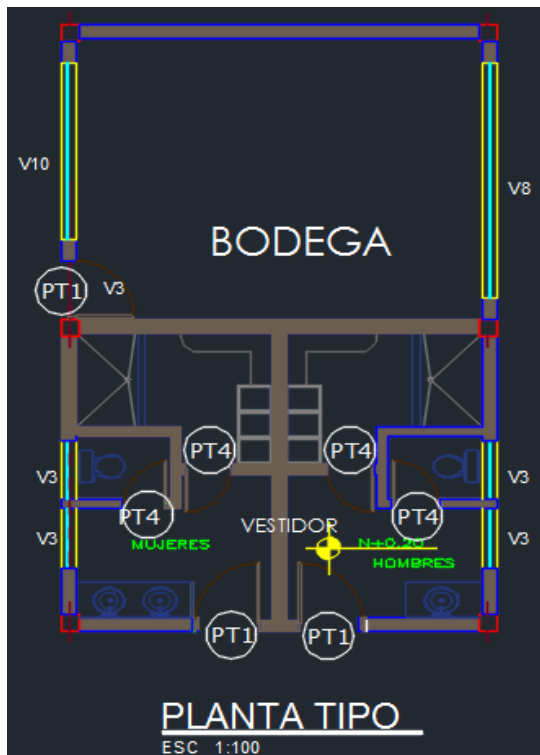 V10
V8
BODEGA
PT1
V3
PT4
PT4
V3
V3
PT4
PT4
VESTIDOR
V3
V3
MUJERES
N+0.20
HOMBRES
PT1
PT1
PLANTA TIPO
ESC 1:100